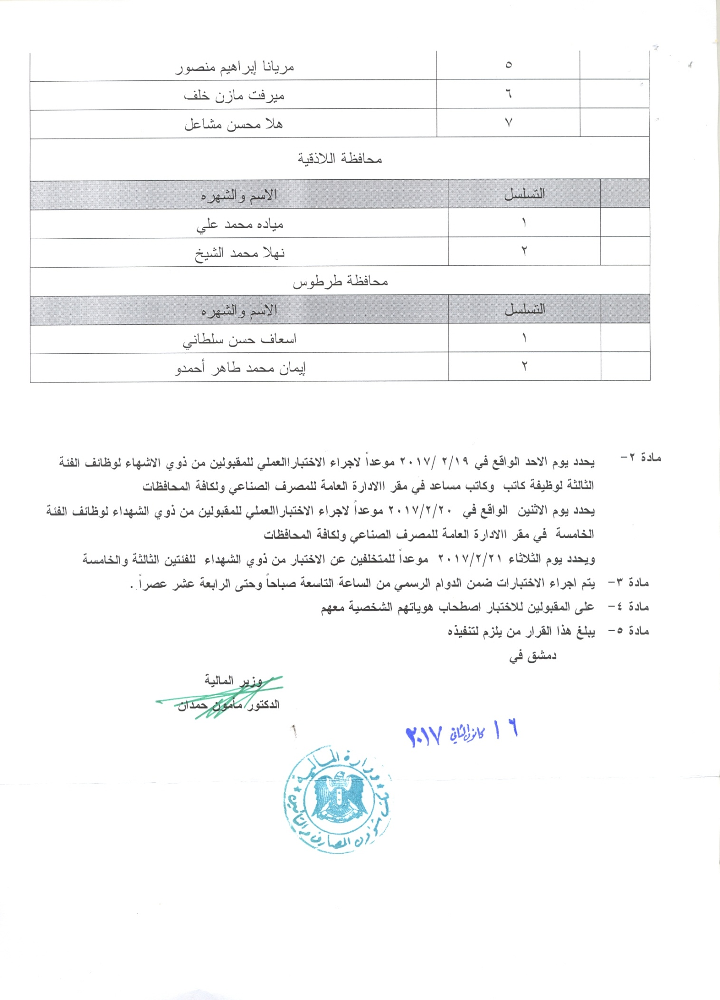 ٥ مريانا إبراهيم منصور
٦ ميرفت مازن خلف
٧ هلا محسن مشاعل
محافظة اللاذقية
التسلسل الاسم والشهره
١ مياده محمد علي
٢ نهلا محمد الشيخ
محافظة طرطوس
التسلسل الاسم والشهره
١ اسعاف حسن سلطاني
٢ إيمان محمد طاهر أحمدو
مادة ٢- يحدد يوم الاحد الواقع في ٢/١٩ /٢٠١٧ موعداً لاجراء الاختباراالعملي للمقبولين من ذوي الاشهاء لوظائف الفئة
الثالثة لوظيفة كاتب وكاتب مساعد في مقر االادارة العامة للمصرف الصناعي ولكافة المحافظات
يحدد يوم الاثنين الواقع في ٢٠١٧/٢/٢٠ موعداً لاجراء الاختباراالعملي للمقبولين من ذوي الشهداء لوظائف الفئة
الخامسة في مقر االادارة العامة للمصرف الصناعي ولكافة المحافظات
ويحدد يوم الثلاثاء ٢٠١٧/٢/٢١ موعداً للمتخلفين عن الاختبار من ذوي الشهداء للفئتين الثالثة والخامسة
مادة ٣- يتم اجراء الاختبارات ضمن الدوام الرسمي من الساعة التاسعة صباحاً وحتى الرابعة عشر عصراً .
مادة ٤- على المقبولين للاختبار اصطحاب هوياتهم الشخصية معهم
مادة ٥- يبلغ هذا القرار من يلزم لتنفيذه
دمشق في
وزير المالية
الدكتور مأمون حمدان
١٦ كانون الثاني ٢٠١٧
وزارة المالية
شؤون المصارف والتأمين